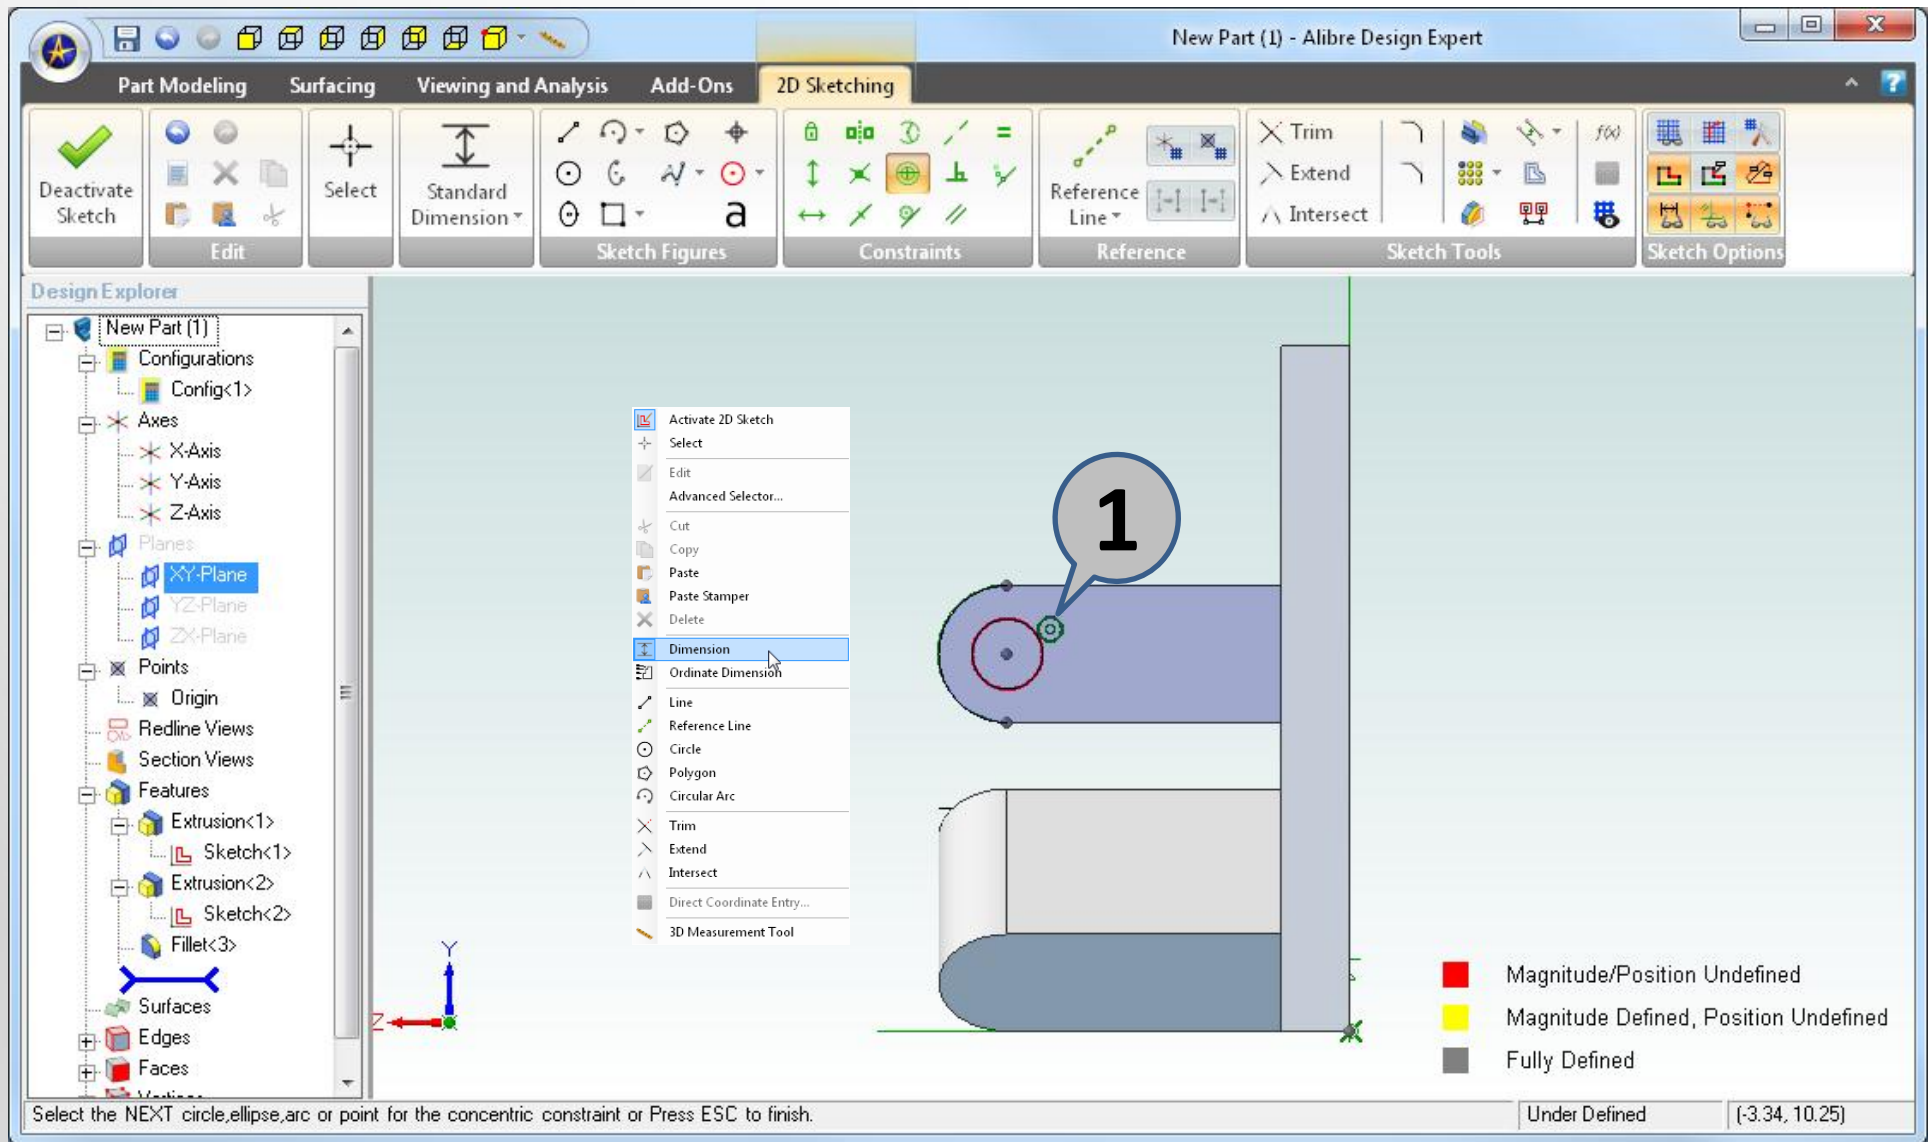 New Part (1) - Alibre Design Expert
Part Modeling
Surfacing
Viewing and Analysis
Add-Ons
2D Sketching
?
Deactivate
Sketch
Edit
Select
Standard
Dimension
a
Sketch Figures
Constraints
Reference
Line
Reference
Trim
Extend
Intersect
f(x)
Sketch Tools
Sketch Options
Design Explorer
New Part (1)
Configurations
Config<1>
Axes
X-Axis
Y-Axis
Z-Axis
Planes
XY-Plane
YZ-Plane
ZX-Plane
Points
Origin
Redline Views
Section Views
Features
Extrusion<1>
Sketch<1>
Extrusion<2>
Sketch<2>
Fillet<3>
Surfaces
Edges
Faces
Activate 2D Sketch
Select
Edit
Advanced Selector...
Cut
Copy
Paste
Paste Stamper
Delete
Dimension
Ordinate Dimension
Line
Reference Line
Circle
Polygon
Circular Arc
Trim
Extend
Intersect
Direct Coordinate Entry...
3D Measurement Tool
1
Y
Z
Magnitude/Position Undefined
Magnitude Defined, Position Undefined
Fully Defined
Select the NEXT circle,ellipse,arc or point for the concentric constraint or Press ESC to finish.
Under Defined
(-3.34, 10.25)